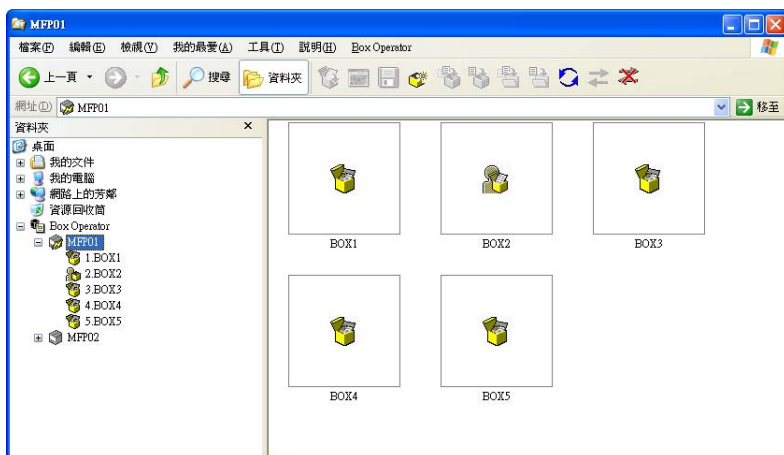 MFP01
檔案(F) 編輯(E) 檢視(V) 我的最愛(A) 工具(T) 說明(H) Box Operator
上一頁 搜尋 資料夾
網址(D) MFP01 移至
資料夾
桌面
我的文件
我的電腦
網路上的芳鄰
資源回收筒
Box Operator
MFP01
1.BOX1
2.BOX2
3.BOX3
4.BOX4
5.BOX5
MFP02
BOX1 BOX2 BOX3
BOX4 BOX5